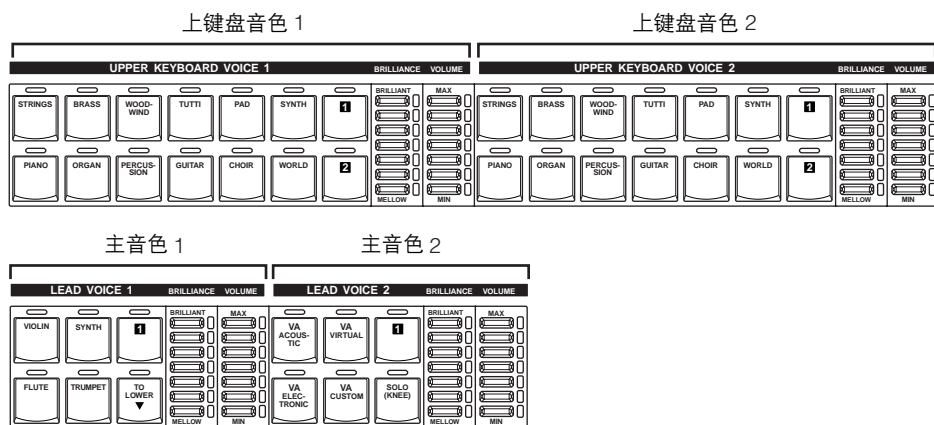 上键盘音色 1
上键盘音色 2
UPPER KEYBOARD VOICE 1 BRILLIANCE VOLUME
UPPER KEYBOARD VOICE 2 BRILLIANCE VOLUME
STRINGS BRASS WOOD-WIND TUTTI PAD SYNTH 1 BRILLIANT MAX
PIANO ORGAN PERCUS-SION GUITAR CHOIR WORLD 2 MELLOW MIN
STRINGS BRASS WOOD-WIND TUTTI PAD SYNTH 1 BRILLIANT MAX
PIANO ORGAN PERCUS-SION GUITAR CHOIR WORLD 2 MELLOW MIN
主音色 1
主音色 2
LEAD VOICE 1 BRILLIANCE VOLUME
LEAD VOICE 2 BRILLIANCE VOLUME
VIOLIN SYNTH 1 BRILLIANT MAX
FLUTE TRUMPET TO LOWER ▼ MELLOW MIN
VA ACOUS-TIC VA VIRTUAL 1 BRILLIANT MAX
VA ELEC-TRONIC VA CUSTOM SOLO (KNEE) MELLOW MIN